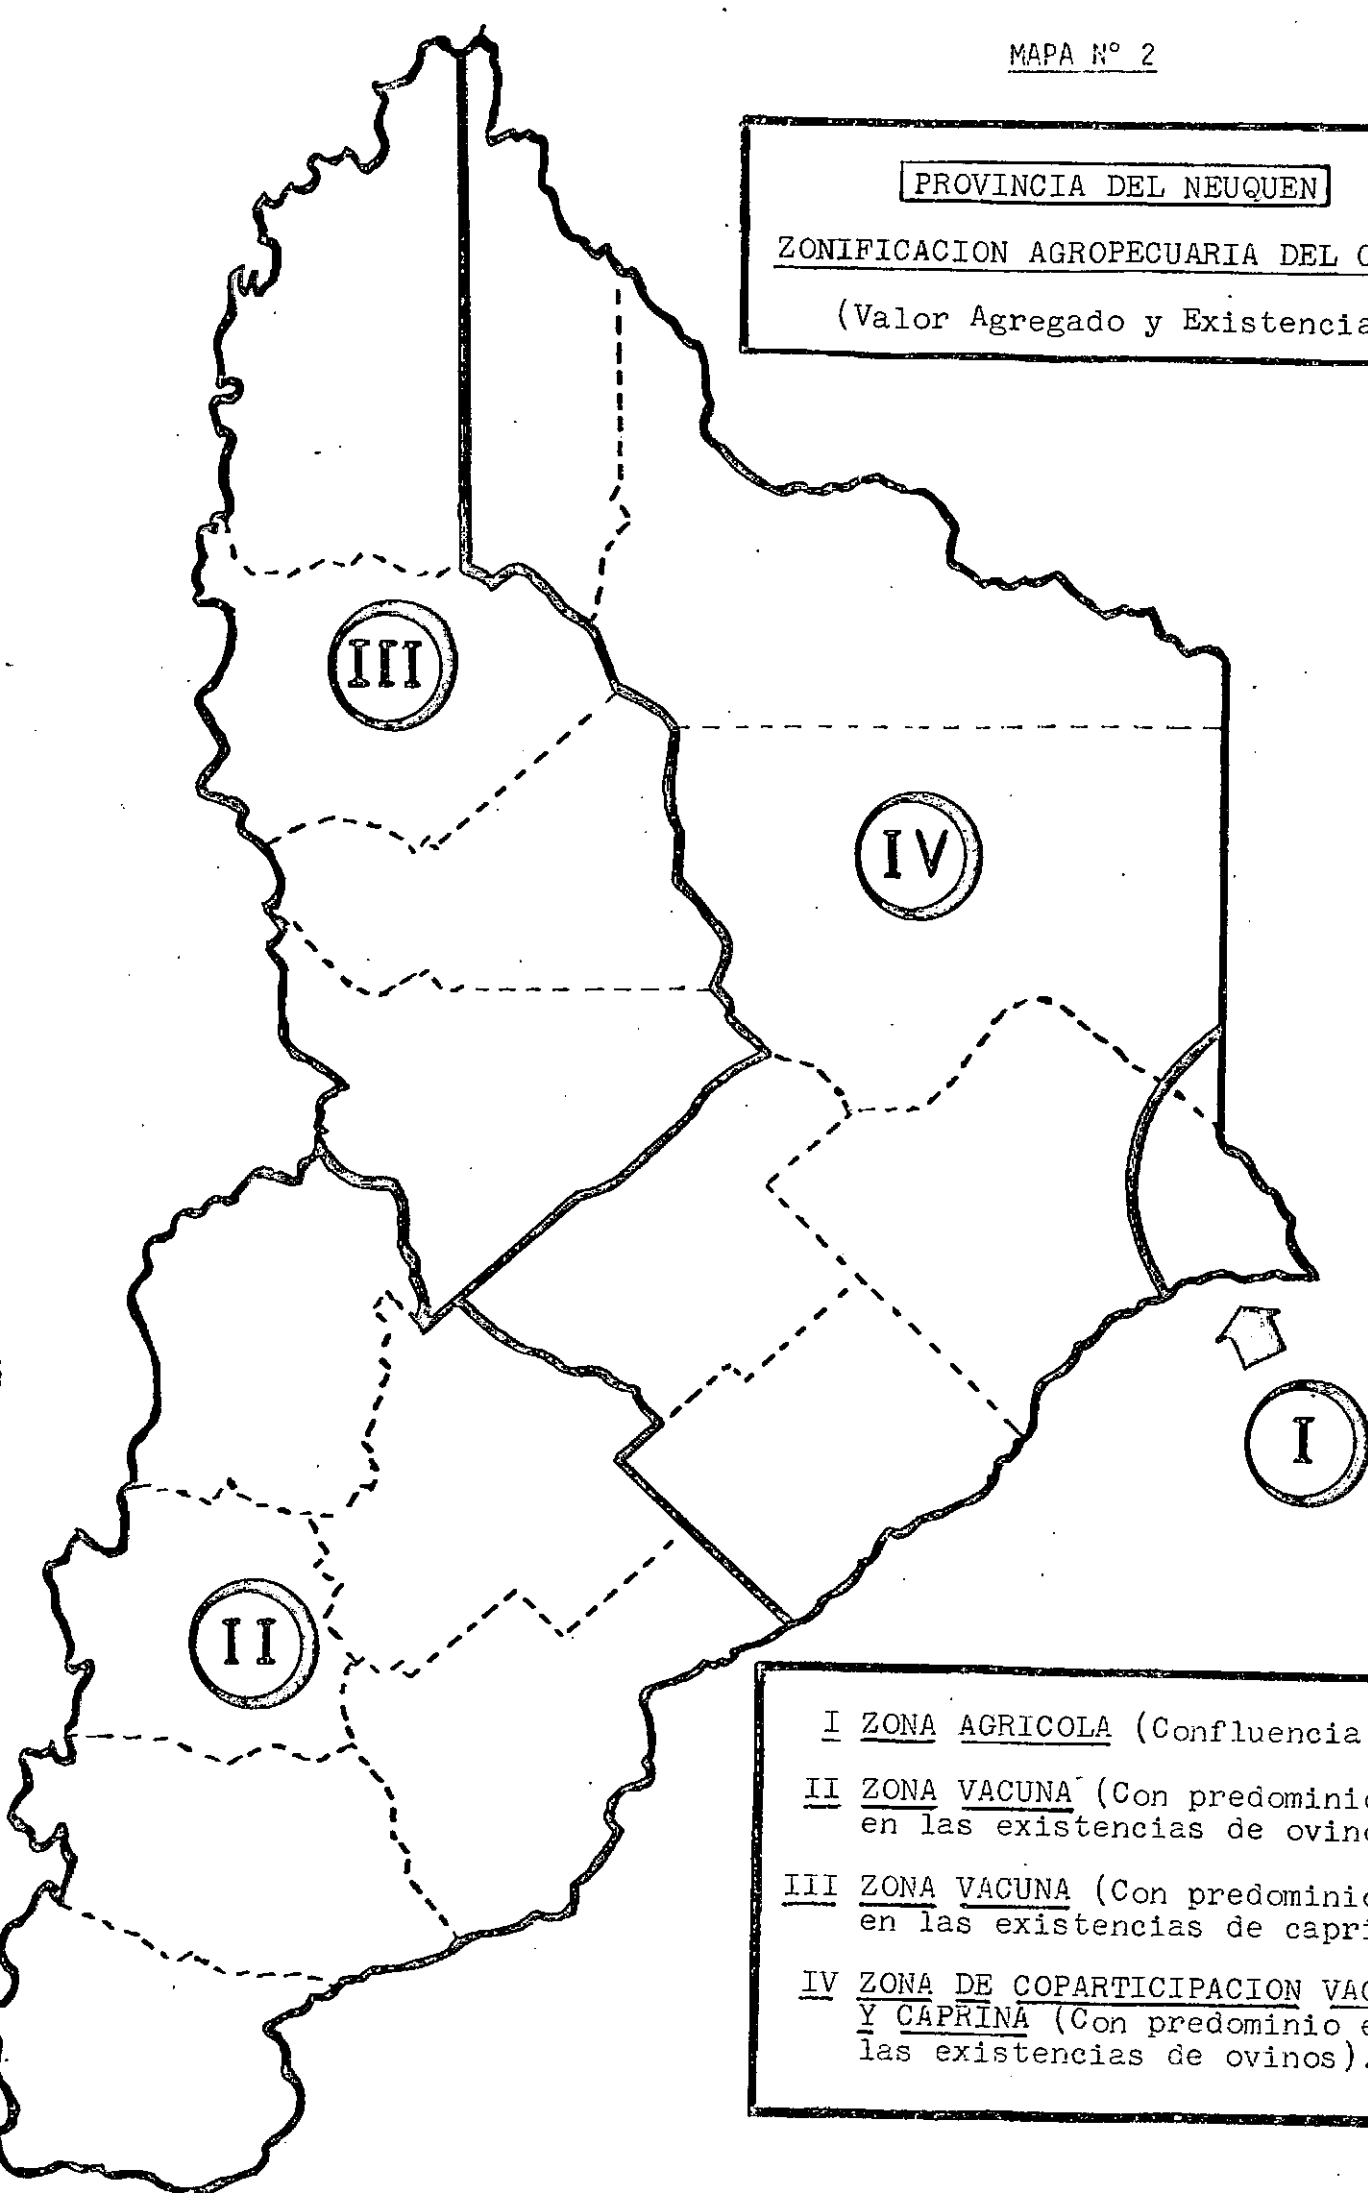 MAPA N° 2
PROVINCIA DEL NEUQUEN
ZONIFICACION AGROPECUARIA DEL
(Valor Agregado y Existencia
III
IV
I
II
I ZONA AGRICOLA (Confluencia
II ZONA VACUNA (Con predominio
en las existencias de ovino
III ZONA VACUNA (Con predominio
en las existencias de capri
IV ZONA DE COPARTICIPACION VAC
Y CAPRINA (Con predominio e
las existencias de ovinos).